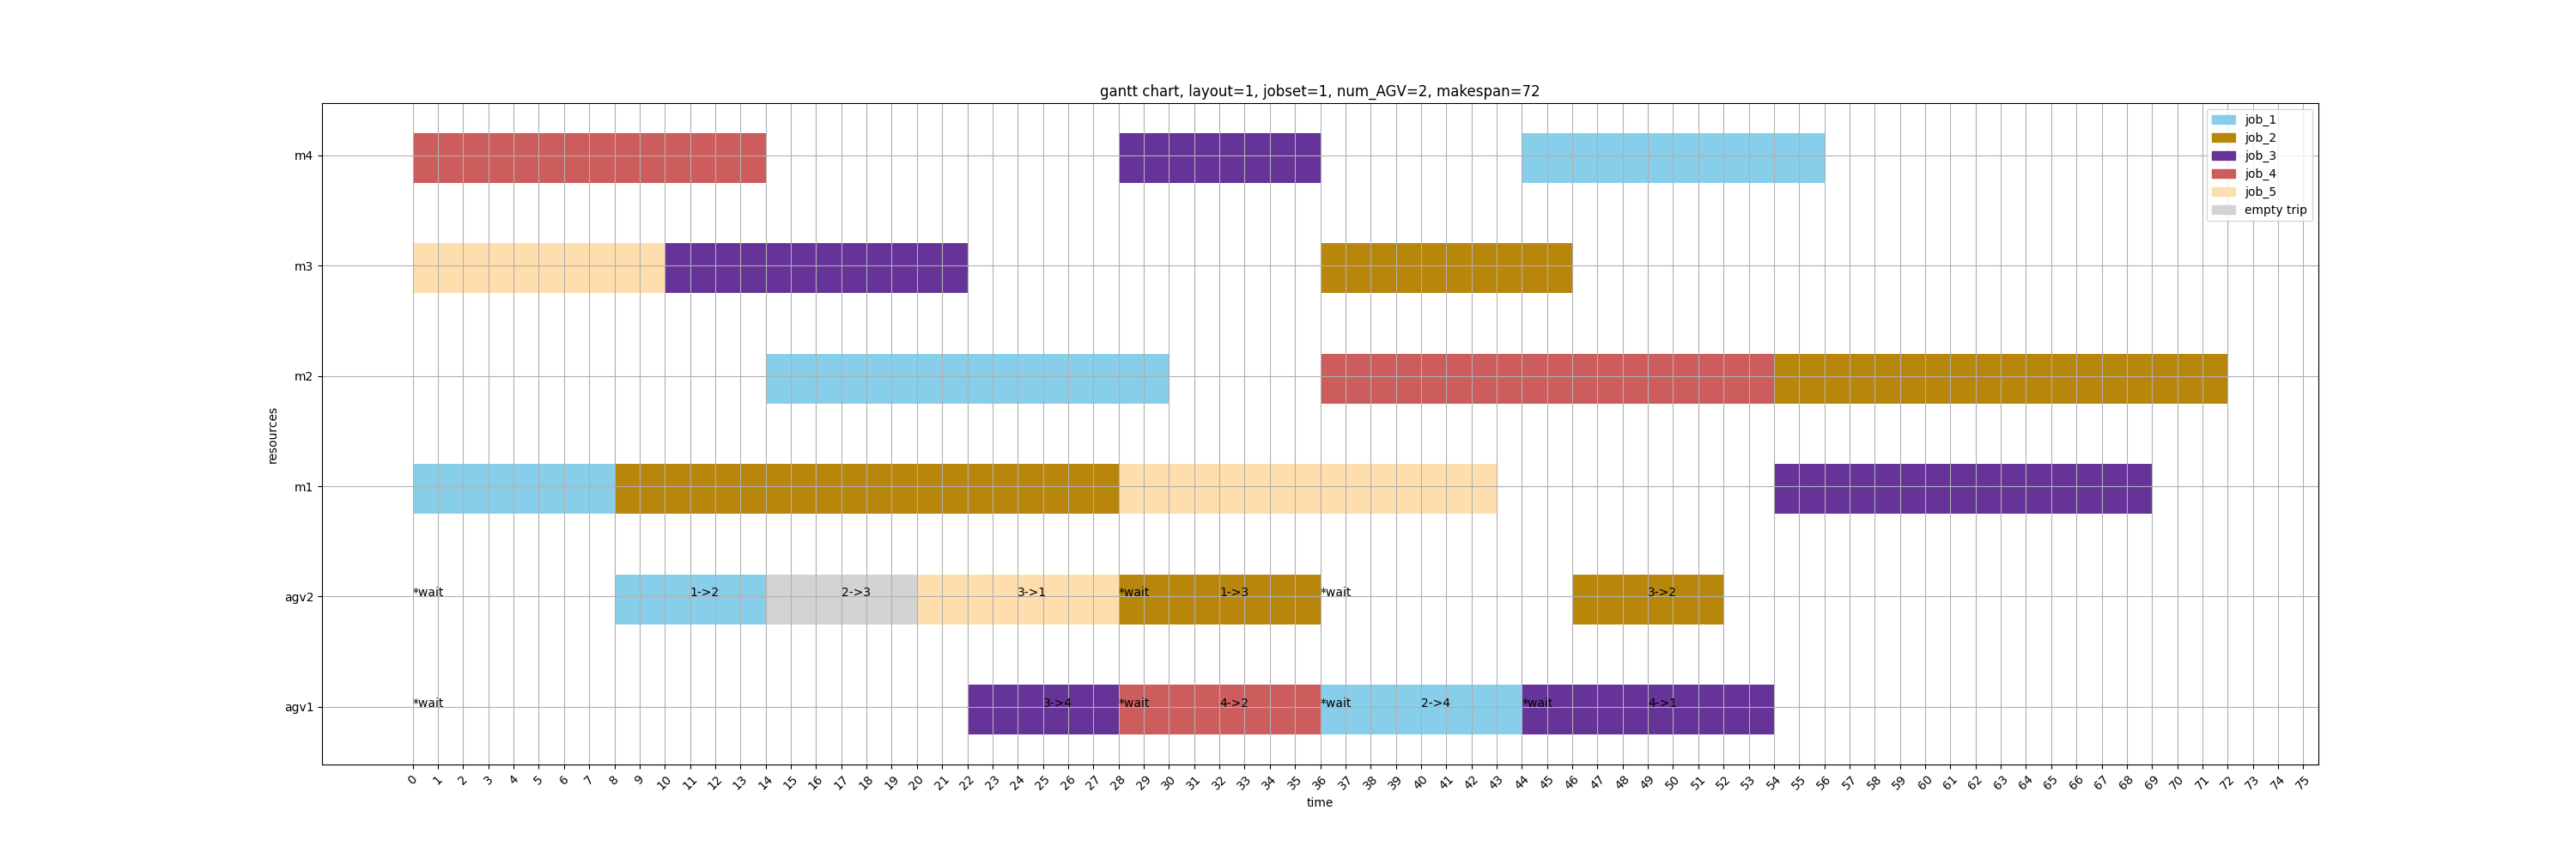 gantt chart, layout=1, jobset=1, num_AGV=2, makespan=72
job_1
job_2
job_3
job_4
job_5
empty trip
m4
m3
m2
m1
agv2
*wait 1->2 2->3 3->1 *wait 1->3 *wait 3->2
agv1
*wait 3->4 *wait 4->2 *wait 2->4 *wait 4->1
resources
0 1 2 3 4 5 6 7 8 9 10 11 12 13 14 15 16 17 18 19 20 21 22 23 24 25 26 27 28 29 30 31 32 33 34 35 36 37 38 39 40 41 42 43 44 45 46 47 48 49 50 51 52 53 54 55 56 57 58 59 60 61 62 63 64 65 66 67 68 69 70 71 72 73 74 75
time